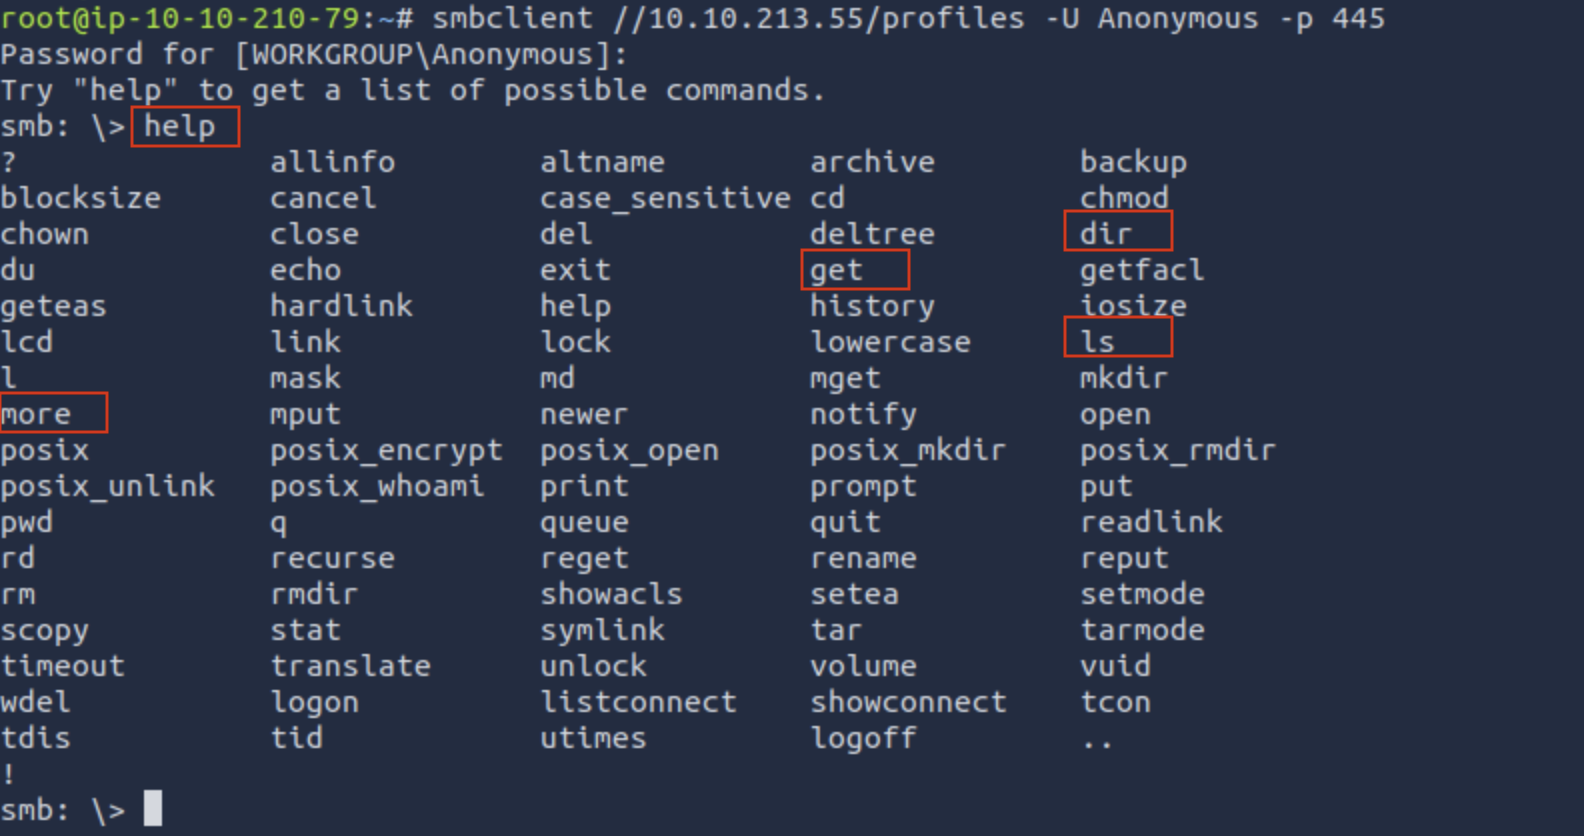 root@ip-10-10-210-79:~# smbclient //10.10.213.55/profiles -U Anonymous -p 445
Password for [WORKGROUP\Anonymous]:
Try "help" to get a list of possible commands.
smb: \> help
? allinfo altname archive backup
blocksize cancel case_sensitive cd chmod
chown close del deltree dir
du echo exit get getfacl
geteas hardlink help history iosize
lcd link lock lowercase ls
l mask md mget mkdir
more mput newer notify open
posix posix_encrypt posix_open posix_mkdir posix_rmdir
posix_unlink posix_whoami print prompt put
pwd q queue quit readlink
rd recurse reget rename reput
rm rmdir showacls setea setmode
scopy stat symlink tar tarmode
timeout translate unlock volume vuid
wdel logon listconnect showconnect tcon
tdis tid utimes logoff ..
!
smb: \>